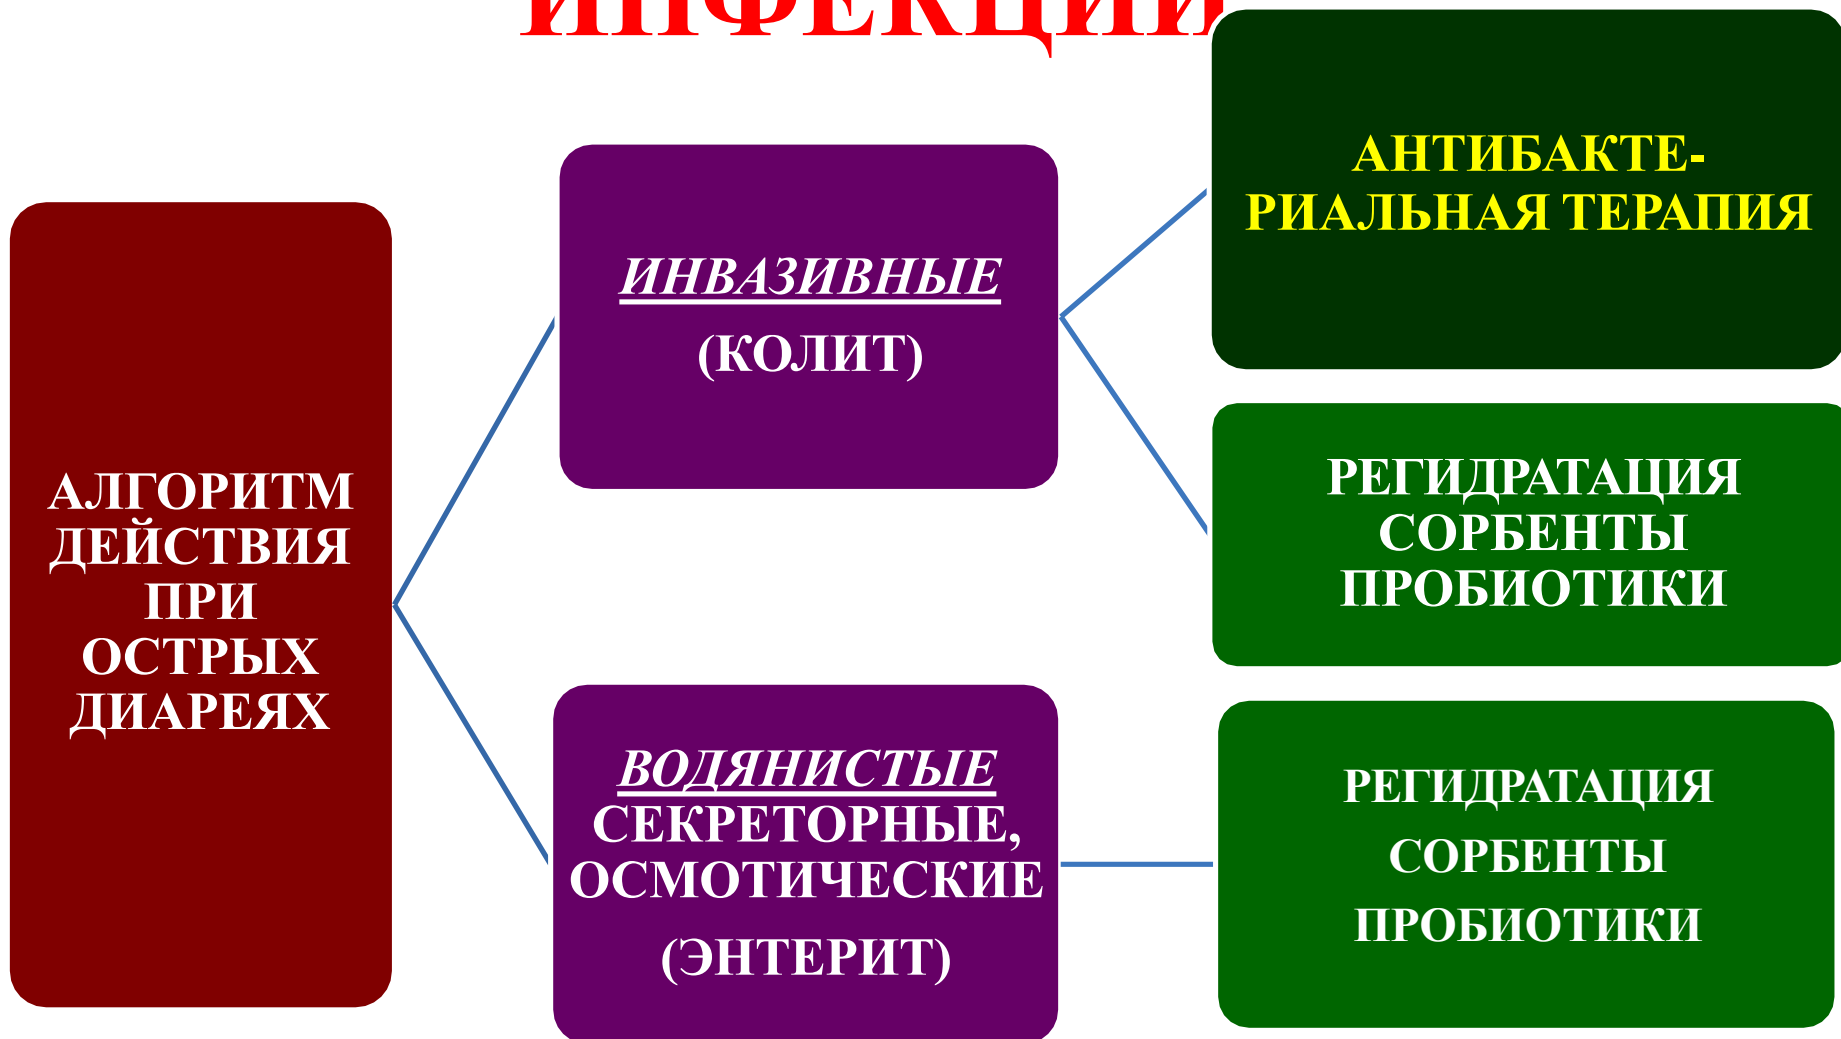 ИНФЕКЦИИ
АЛГОРИТМ
ДЕЙСТВИЯ
ПРИ
ОСТРЫХ
ДИАРЕЯХ
ИНВАЗИВНЫЕ
(КОЛИТ)
ВОДЯНИСТЫЕ
СЕКРЕТОРНЫЕ,
ОСМОТИЧЕСКИЕ
(ЭНТЕРИТ)
АНТИБАКТЕ-
РИАЛЬНАЯ ТЕРАПИЯ
РЕГИДРАТАЦИЯ
СОРБЕНТЫ
ПРОБИОТИКИ
РЕГИДРАТАЦИЯ
СОРБЕНТЫ
ПРОБИОТИКИ